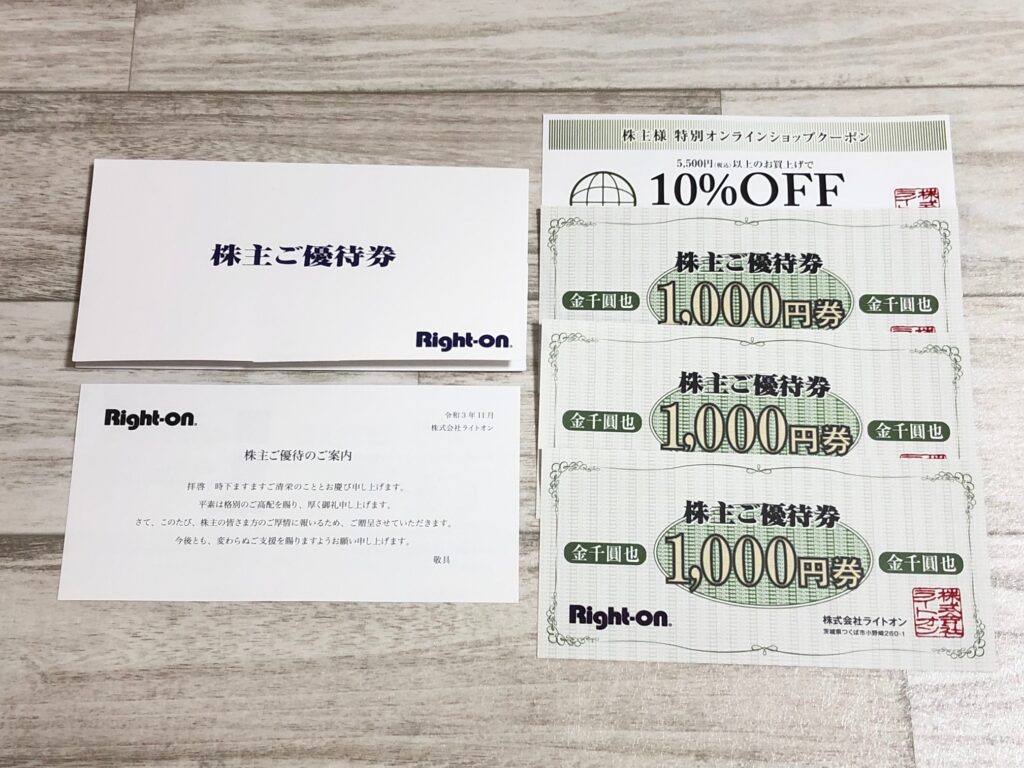 株主ご優待券
Right-on.
Right-on.
令和3年11月
株式会社ライトオン
株主ご優待のご案内
拝啓 時下ますますご清栄のこととお慶び申し上げます。
平素は格別のご高配を賜り、厚く御礼申し上げます。
さて、このたび、株主の皆さま方のご厚情に報いるため、ご贈呈させていただきます。
今後とも、変わらぬご支援を賜りますようお願い申し上げます。
敬具
株主様 特別オンラインショップクーポン
5,500円(税込)以上のお買上げで
10%OFF
株主ご優待券
金千圓也 1,000円券 金千圓也
株主ご優待券
金千圓也 1,000円券 金千圓也
株主ご優待券
金千圓也 1,000円券 金千圓也
Right-on.
株式会社ライトオン
茨城県つくば市小野崎260-1
株式会社
ライトオン